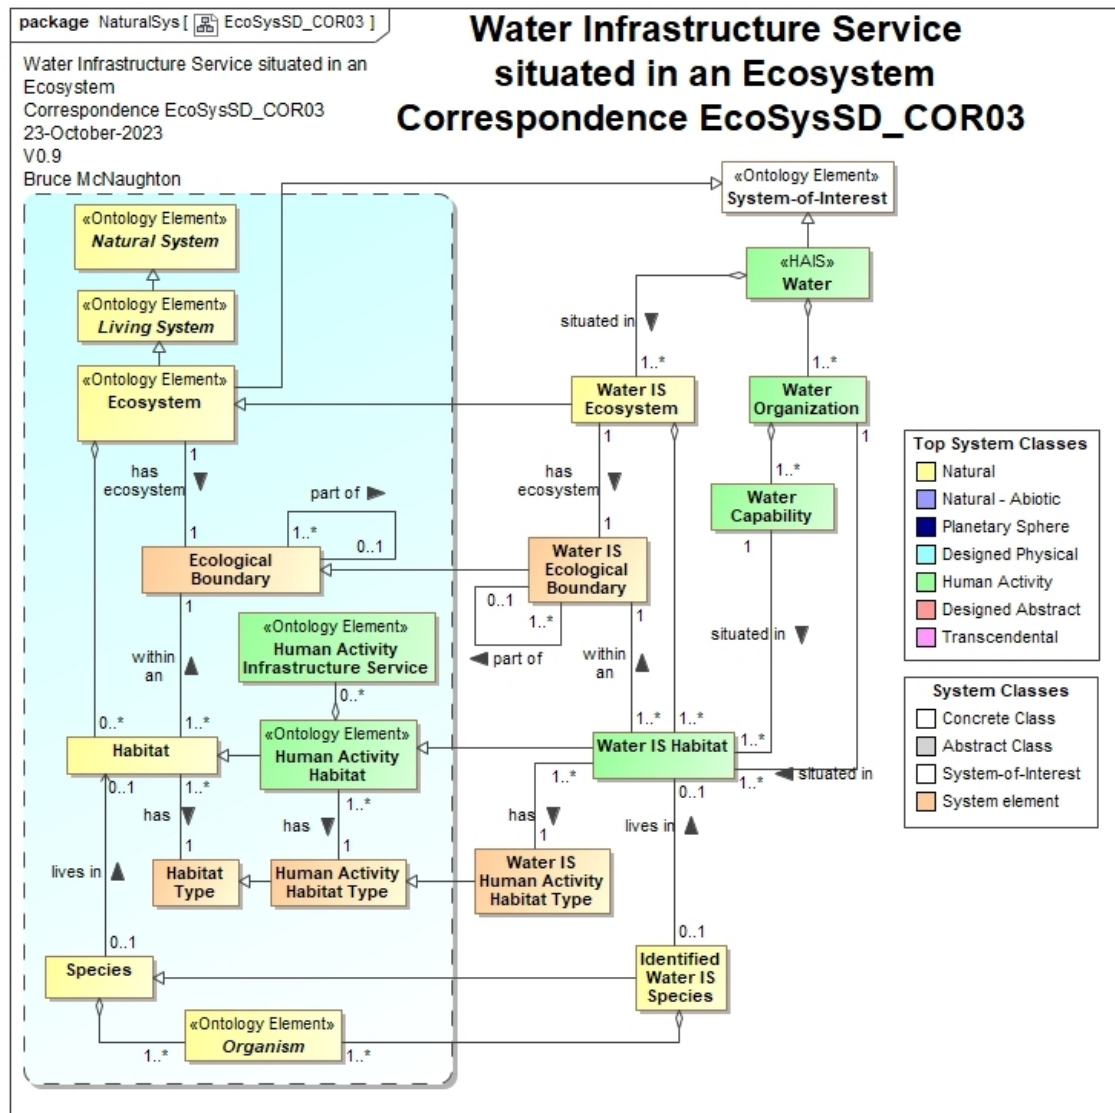 package NaturalSys [ EcoSysSD_COR03 ]
Water Infrastructure Service
situated in an Ecosystem
Correspondence EcoSysSD_COR03
Water Infrastructure Service situated in an
Ecosystem
Correspondence EcoSysSD_COR03
23-October-2023
V0.9
Bruce McNaughton
«Ontology Element»
System-of-Interest
«Ontology Element»
Natural System
«HAIS»
Water
«Ontology Element»
Living System
situated in
1..*
1..*
«Ontology Element»
Ecosystem
Water IS
Ecosystem
Water
Organization
1
1
1
has
ecosystem
has
ecosystem
1..*
part of
Water
Capability
1
1..*
0..1
1
1
Ecological
Boundary
Water IS
Ecological
Boundary
1
0..1
1..*
1
part of
«Ontology Element»
Human Activity
Infrastructure Service
within
an
within
an
situated in
0..*
0..*
1..*
1..*
1..*
1..*
Habitat
«Ontology Element»
Human Activity
Habitat
Water IS Habitat
0..1
1..*
1..*
1..*
0..1
1..*
situated in
has
has
has
lives in
1
1
1
Habitat
Type
Human Activity
Habitat Type
Water IS
Human Activity
Habitat Type
lives in
0..1
0..1
Species
Identified
Water IS
Species
«Ontology Element»
Organism
1..*
1..*
Top System Classes
Natural
Natural - Abiotic
Planetary Sphere
Designed Physical
Human Activity
Designed Abstract
Transcendental
System Classes
Concrete Class
Abstract Class
System-of-Interest
System element